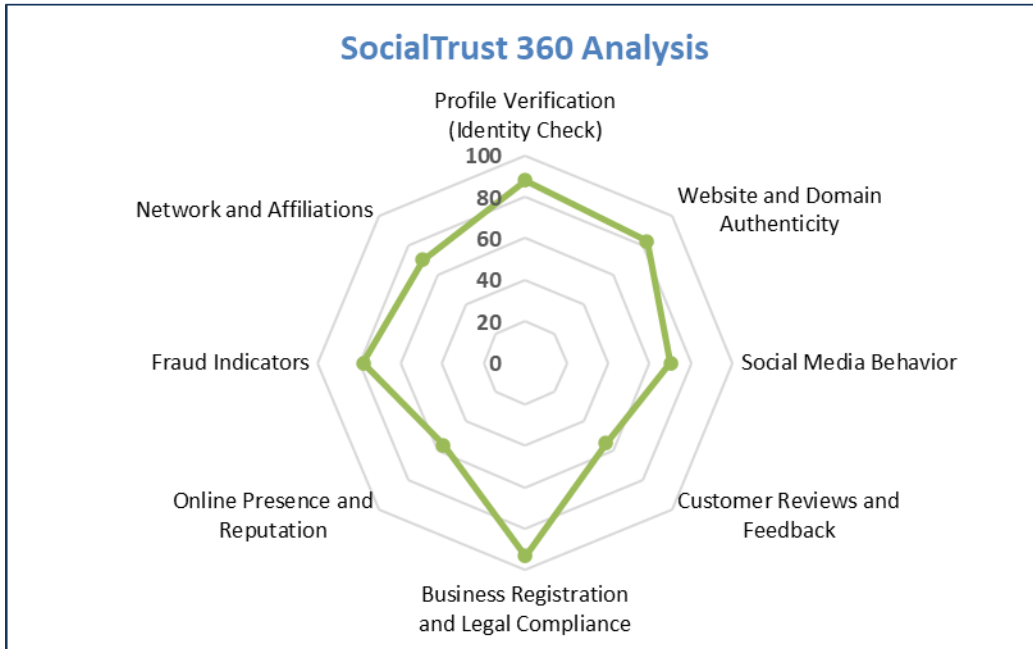 SocialTrust 360 Analysis
Profile Verification
(Identity Check)
100
80
60
40
20
0
Website and Domain
Authenticity
Social Media Behavior
Customer Reviews and
Feedback
Business Registration
and Legal Compliance
Online Presence and
Reputation
Fraud Indicators
Network and Affiliations